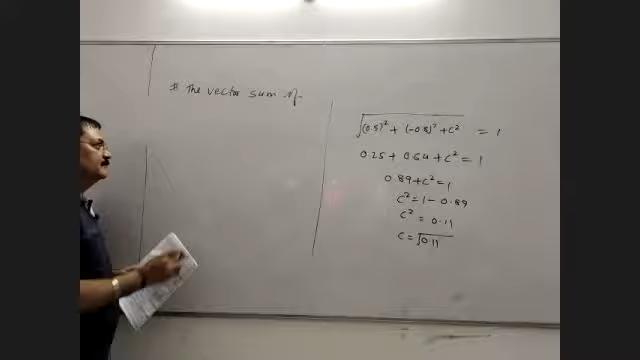 # The vector sum of
√(0.5)² + (-0.8)² + c² = 1
0.25 + 0.64 + c² = 1
0.89 + c² = 1
c² = 1 - 0.89
c² = 0.11
c = √0.11